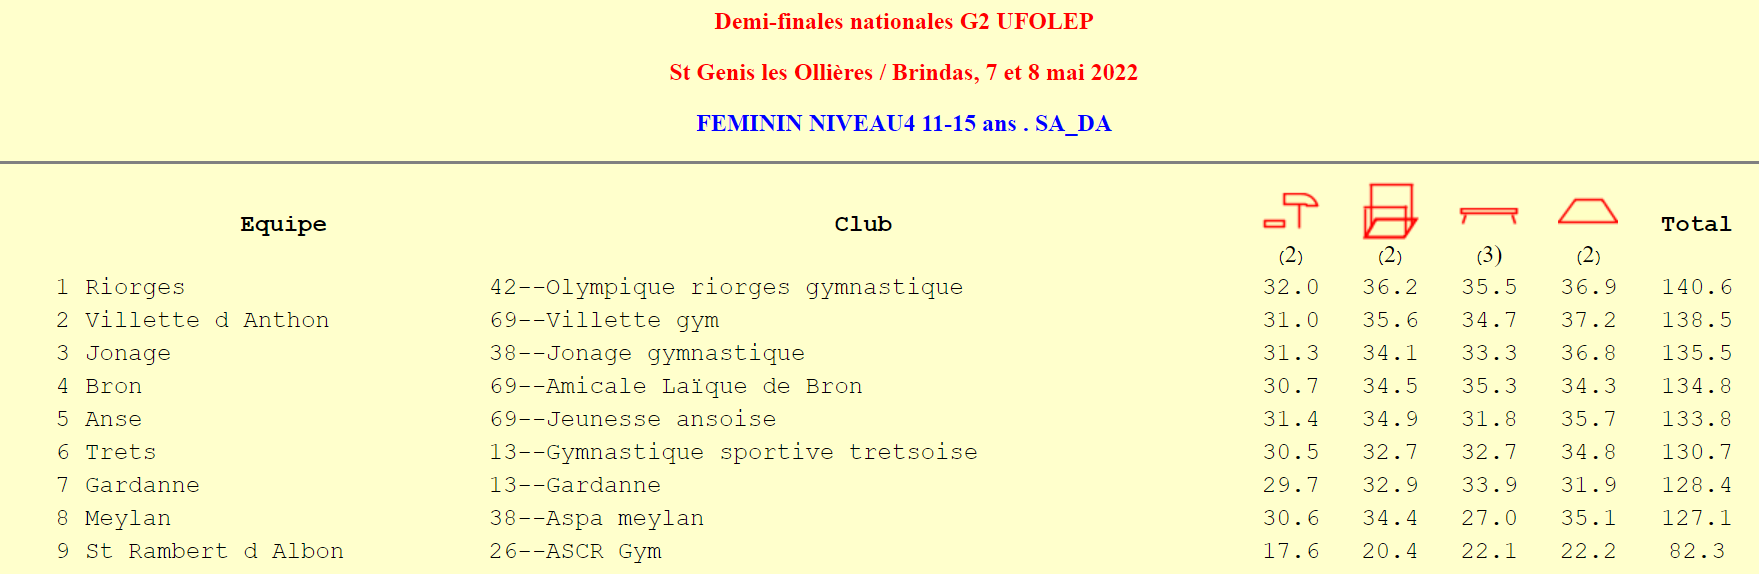 Demi-finales nationales G2 UFOLEP
St Genis les Ollières / Brindas, 7 et 8 mai 2022
FEMININ NIVEAU4 11-15 ans . SA_DA
Equipe Club Total
(2) (2) (3) (2)
1 Riorges 42--Olympique riorges gymnastique 32.0 36.2 35.5 36.9 140.6
2 Villette d Anthon 69--Villette gym 31.0 35.6 34.7 37.2 138.5
3 Jonage 38--Jonage gymnastique 31.3 34.1 33.3 36.8 135.5
4 Bron 69--Amicale Laïque de Bron 30.7 34.5 35.3 34.3 134.8
5 Anse 69--Jeunesse ansoise 31.4 34.9 31.8 35.7 133.8
6 Trets 13--Gymnastique sportive tretsoise 30.5 32.7 32.7 34.8 130.7
7 Gardanne 13--Gardanne 29.7 32.9 33.9 31.9 128.4
8 Meylan 38--Aspa meylan 30.6 34.4 27.0 35.1 127.1
9 St Rambert d Albon 26--ASCR Gym 17.6 20.4 22.1 22.2 82.3